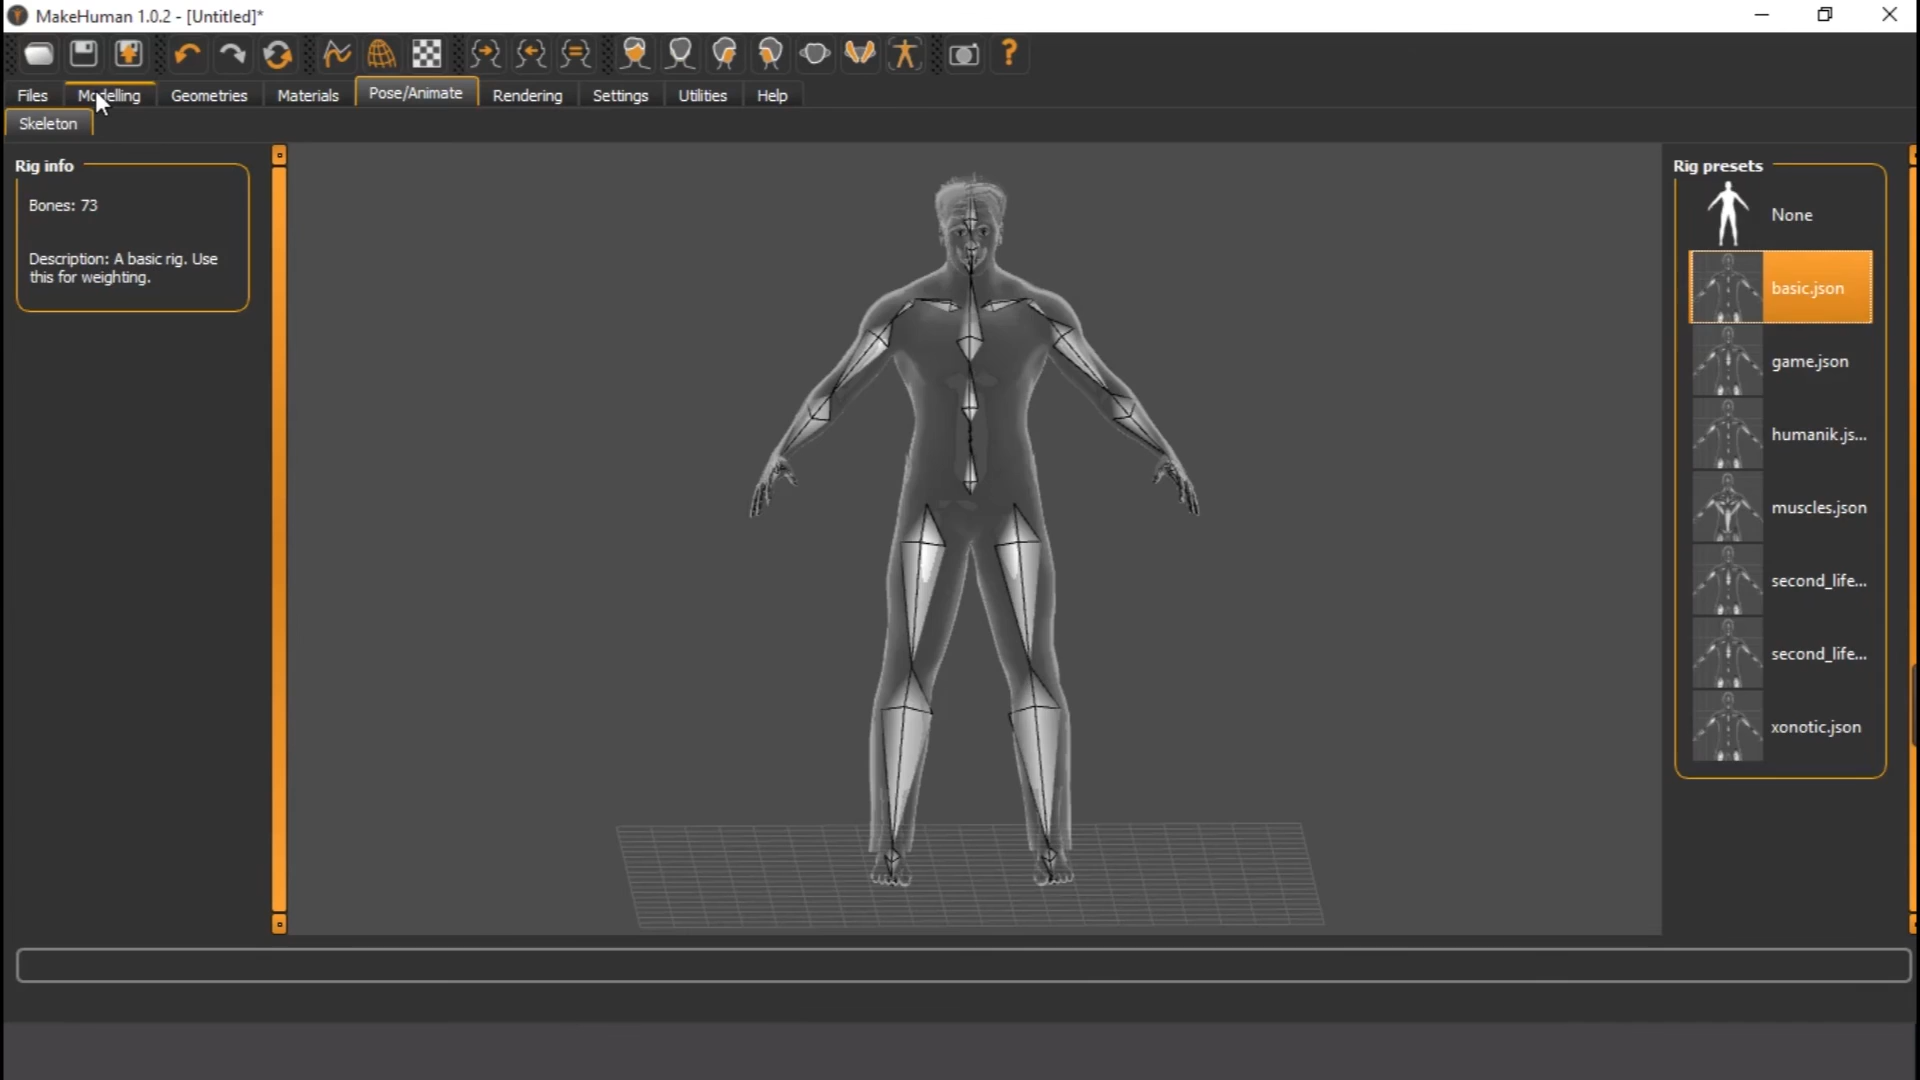 MakeHuman 1.0.2 - [Untitled]*
Files Modelling Geometries Materials Pose/Animate Rendering Settings Utilities Help
Skeleton
Rig info
Bones: 73
Description: A basic rig. Use
this for weighting.
Rig presets
None
basic.json
game.json
humanik.js...
muscles.json
second_life...
second_life...
xonotic.json